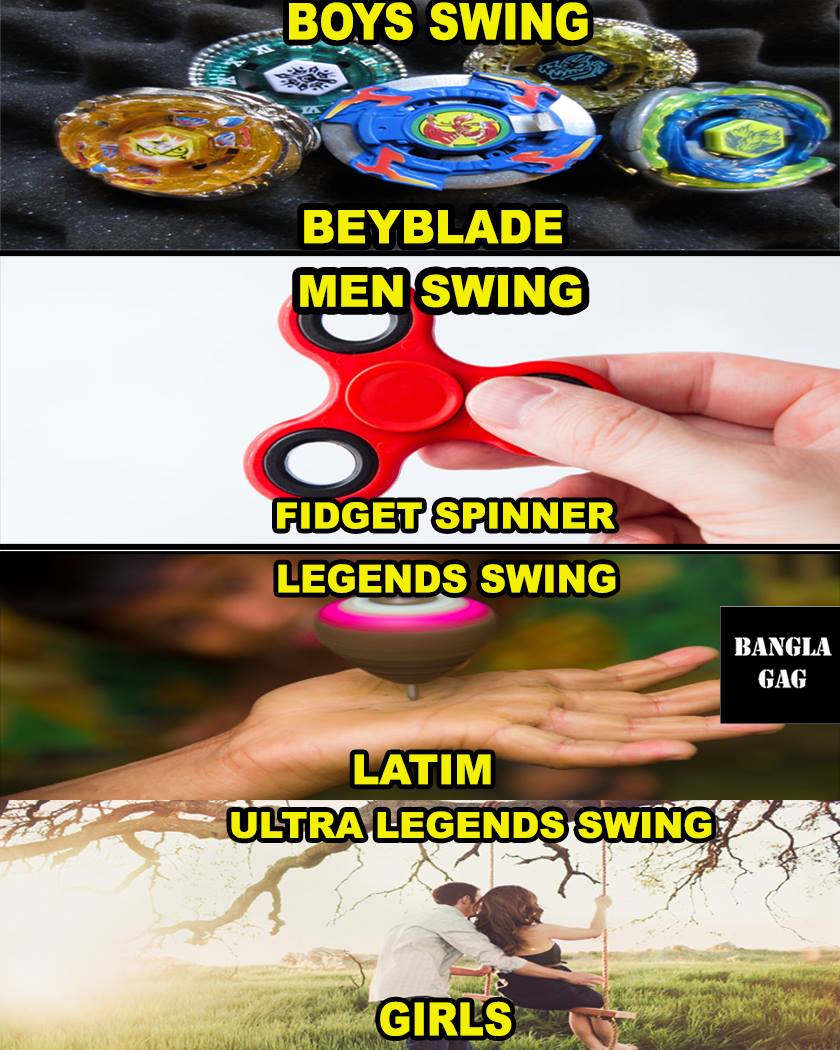 BOYS SWING
BEYBLADE
MEN SWING
FIDGET SPINNER
LEGENDS SWING
BANGLA
GAG
LATIM
ULTRA LEGENDS SWING
GIRLS